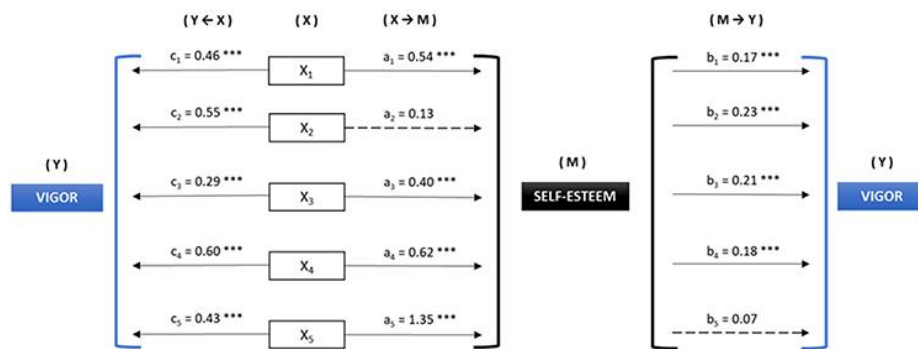 ( Y ← X ) ( X ) ( X → M ) ( M → Y )
c₁ = 0.46 *** X₁ a₁ = 0.54 *** b₁ = 0.17 ***
c₂ = 0.55 *** X₂ a₂ = 0.13 b₂ = 0.23 ***
( Y ) ( M ) ( Y )
c₃ = 0.29 *** X₃ a₃ = 0.40 *** b₃ = 0.21 ***
VIGOR SELF-ESTEEM VIGOR
c₄ = 0.60 *** X₄ a₄ = 0.62 *** b₄ = 0.18 ***
c₅ = 0.43 *** X₅ a₅ = 1.35 *** b₅ = 0.07